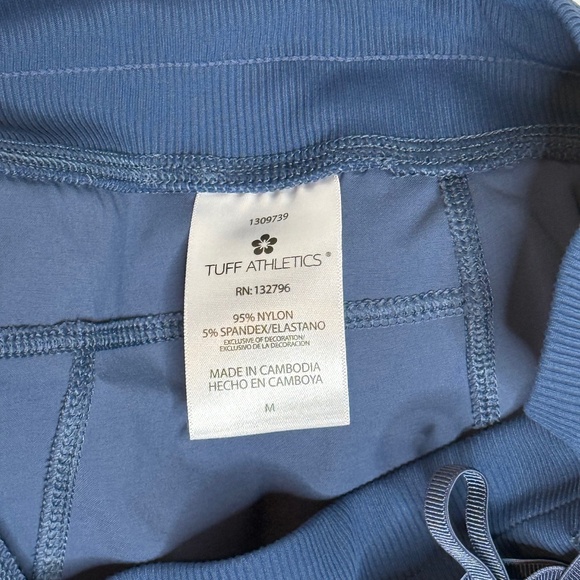 1309739
TUFF ATHLETICS®
RN:132796
95% NYLON
5% SPANDEX/ELASTANO
EXCLUSIVE OF DECORATION/
EXCLUSIVO DE LA DECORACIÓN
MADE IN CAMBODIA
HECHO EN CAMBOYA
M